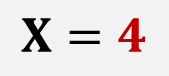 X = 4